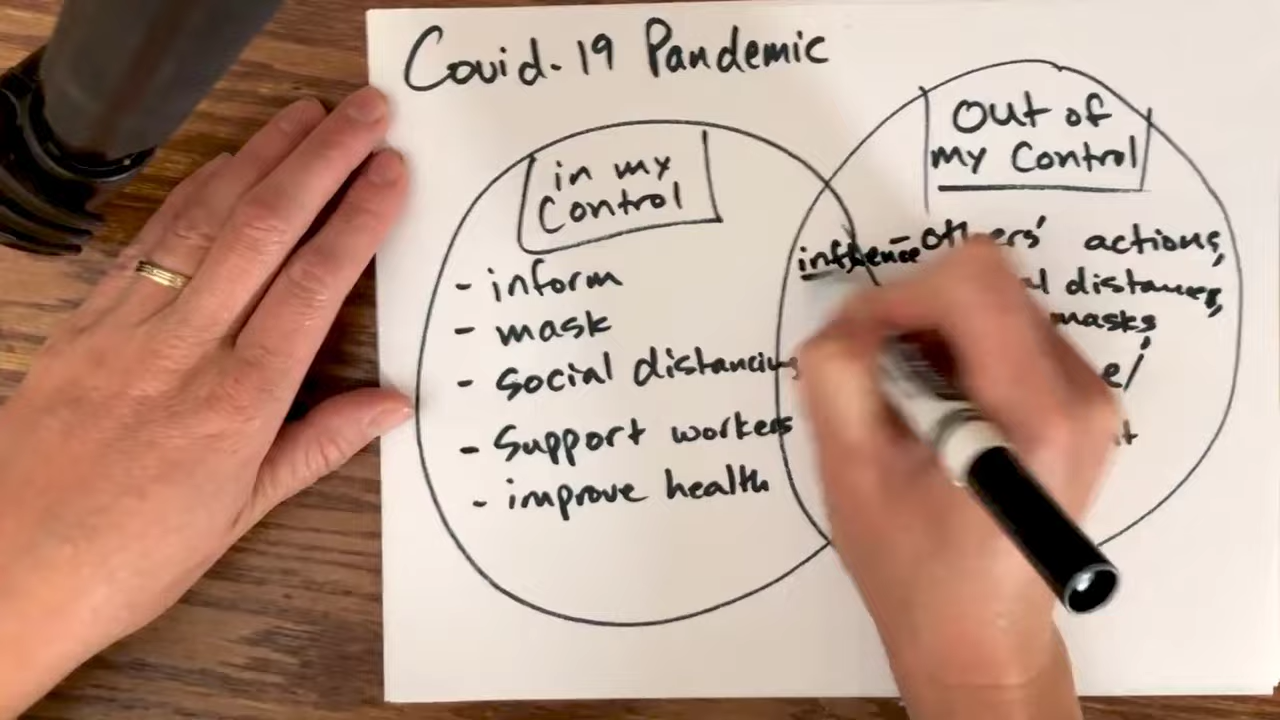 Covid-19 Pandemic
in my
Control
- inform
- mask
- social distancing
- Support workers
- improve health
influence
Out of
my Control
- Others' actions,
distances,
masks